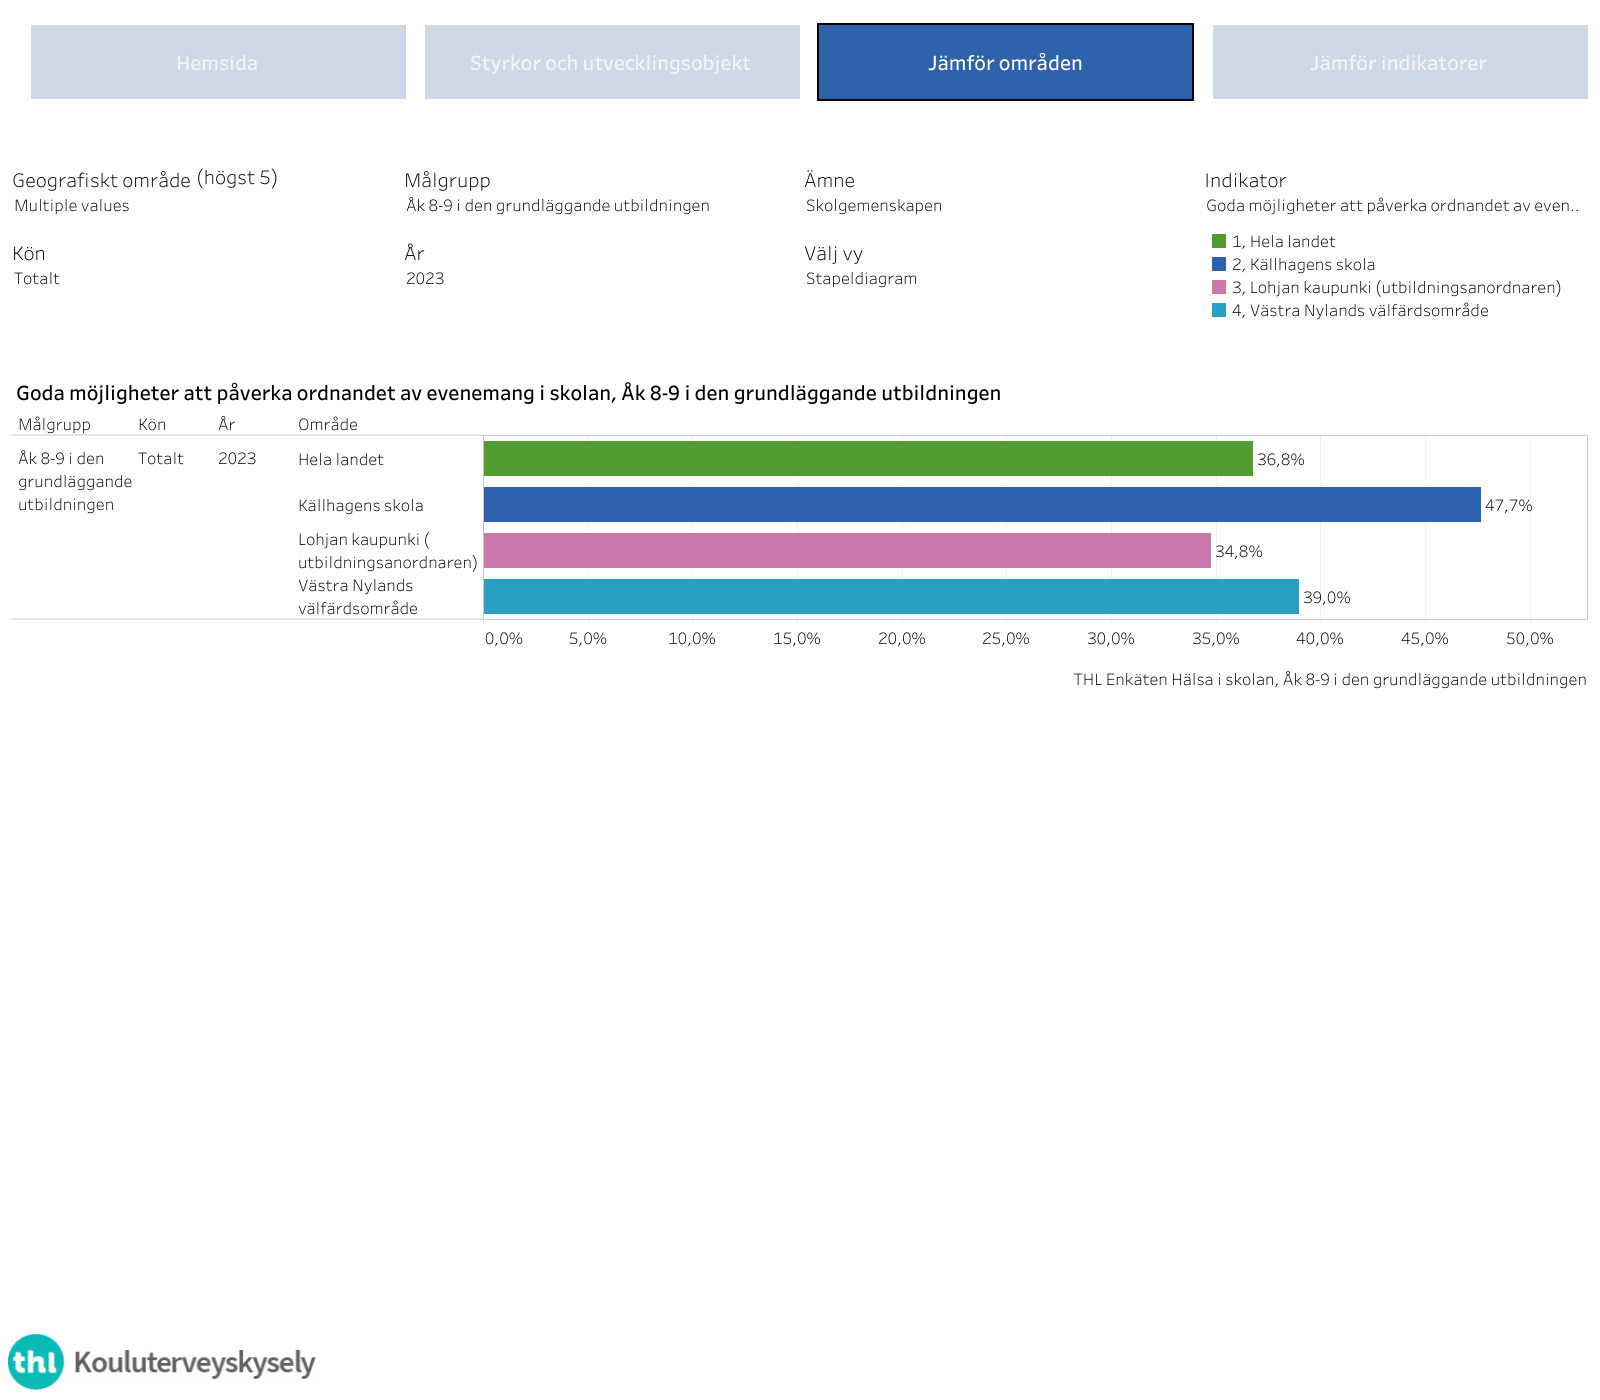 Hemsida
Styrkor och utvecklingsobjekt
Jämför områden
Jämför indikatorer
Geografiskt område (högst 5)
Multiple values
Målgrupp
Åk 8-9 i den grundläggande utbildningen
Ämne
Skolgemenskapen
Indikator
Goda möjligheter att påverka ordnandet av even..
Kön
Totalt
År
2023
Välj vy
Stapeldiagram
1, Hela landet
2, Källhagens skola
3, Lohjan kaupunki (utbildningsanordnaren)
4, Västra Nylands välfärdsområde
Goda möjligheter att påverka ordnandet av evenemang i skolan, Åk 8-9 i den grundläggande utbildningen
Målgrupp Kön År Område
Åk 8-9 i den
grundläggande
utbildningen
Totalt
2023
Hela landet
36,8%
Källhagens skola
47,7%
Lohjan kaupunki (
utbildningsanordnaren)
34,8%
Västra Nylands
välfärdsområde
39,0%
0,0% 5,0% 10,0% 15,0% 20,0% 25,0% 30,0% 35,0% 40,0% 45,0% 50,0%
THL Enkäten Hälsa i skolan, Åk 8-9 i den grundläggande utbildningen
thl Kouluterveyskysely